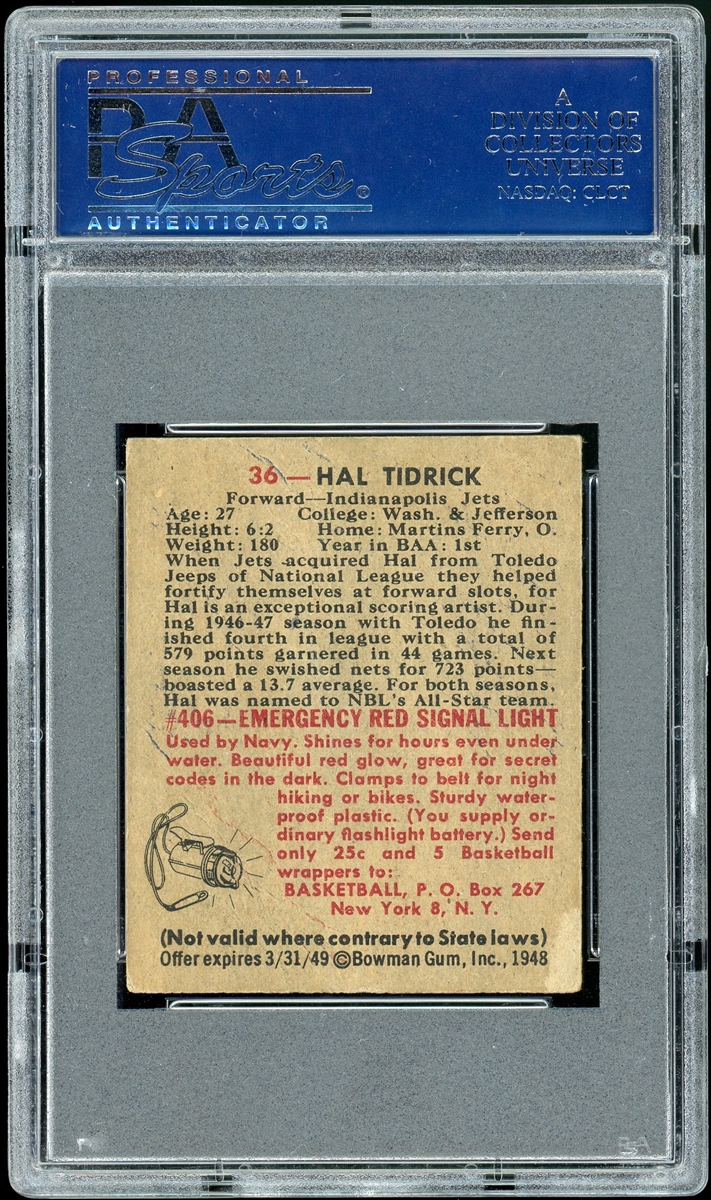 PROFESSIONAL
PSA
Sports®
AUTHENTICATOR
A
DIVISION OF
COLLECTORS
UNIVERSE
NASDAQ: CLCT
36—HAL TIDRICK
Forward—Indianapolis Jets
Age: 27 College: Wash. & Jefferson
Height: 6:2 Home: Martins Ferry, O.
Weight: 180 Year in BAA: 1st
When Jets acquired Hal from Toledo
Jeeps of National League they helped
fortify themselves at forward slots, for
Hal is an exceptional scoring artist. Dur-
ing 1946-47 season with Toledo he fin-
ished fourth in league with a total of
579 points garnered in 44 games. Next
season he swished nets for 723 points—
boasted a 13.7 average. For both seasons,
Hal was named to NBL's All-Star team.
#406—EMERGENCY RED SIGNAL LIGHT
Used by Navy. Shines for hours even under
water. Beautiful red glow, great for secret
codes in the dark. Clamps to belt for night
hiking or bikes. Sturdy water-
proof plastic. (You supply or-
dinary flashlight battery.) Send
only 25c and 5 Basketball
wrappers to:
BASKETBALL, P. O. Box 267
New York 8, N. Y.
(Not valid where contrary to State laws)
Offer expires 3/31/49 ©Bowman Gum, Inc., 1948
PSA